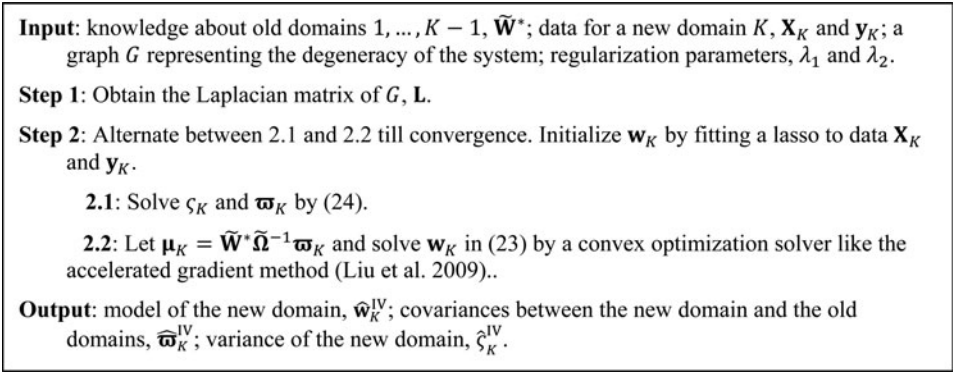 Input: knowledge about old domains 1, … , K − 1, W̃*; data for a new domain K, X_K and y_K; a
graph G representing the degeneracy of the system; regularization parameters, λ₁ and λ₂.
Step 1: Obtain the Laplacian matrix of G, L.
Step 2: Alternate between 2.1 and 2.2 till convergence. Initialize w_K by fitting a lasso to data X_K
and y_K.
2.1: Solve ς_K and ϖ_K by (24).
2.2: Let μ_K = W̃*Ω̃⁻¹ϖ_K and solve w_K in (23) by a convex optimization solver like the
accelerated gradient method (Liu et al. 2009)..
Output: model of the new domain, ŵ_K^IV; covariances between the new domain and the old
domains, ϖ̂_K^IV; variance of the new domain, ς̂_K^IV.